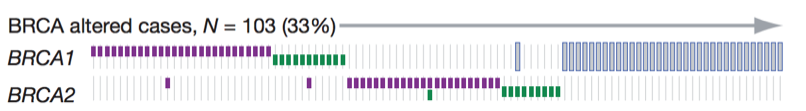 BRCA altered cases, N = 103 (33%)
BRCA1
BRCA2